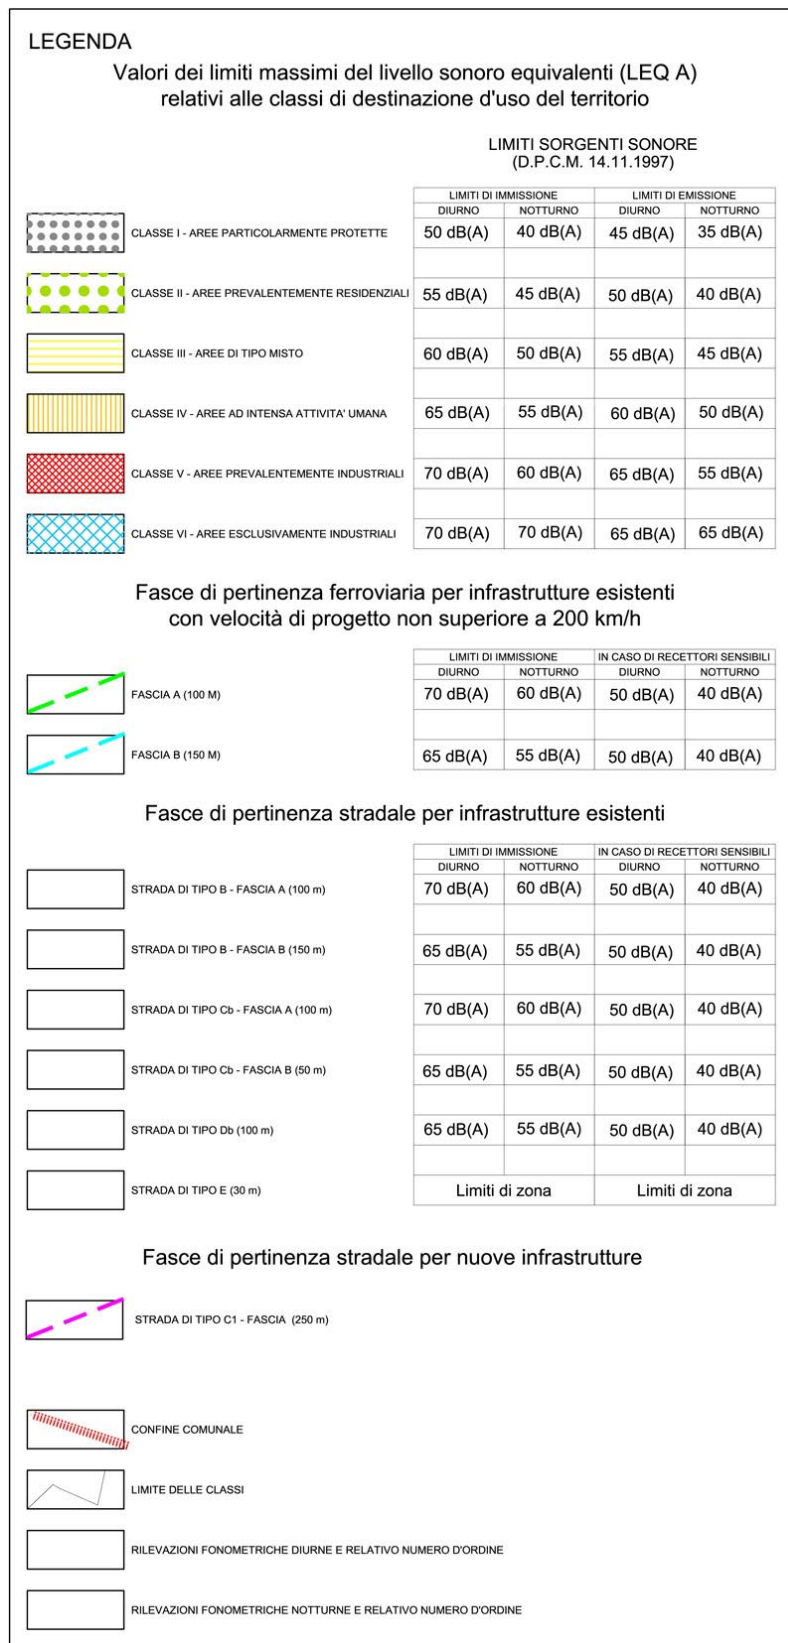 LEGENDA
Valori dei limiti massimi del livello sonoro equivalenti (LEQ A)
relativi alle classi di destinazione d'uso del territorio
LIMITI SORGENTI SONORE
(D.P.C.M. 14.11.1997)
LIMITI DI IMMISSIONE LIMITI DI EMISSIONE
DIURNO NOTTURNO DIURNO NOTTURNO
CLASSE I - AREE PARTICOLARMENTE PROTETTE 50 dB(A) 40 dB(A) 45 dB(A) 35 dB(A)
CLASSE II - AREE PREVALENTEMENTE RESIDENZIALI 55 dB(A) 45 dB(A) 50 dB(A) 40 dB(A)
CLASSE III - AREE DI TIPO MISTO 60 dB(A) 50 dB(A) 55 dB(A) 45 dB(A)
CLASSE IV - AREE AD INTENSA ATTIVITA' UMANA 65 dB(A) 55 dB(A) 60 dB(A) 50 dB(A)
CLASSE V - AREE PREVALENTEMENTE INDUSTRIALI 70 dB(A) 60 dB(A) 65 dB(A) 55 dB(A)
CLASSE VI - AREE ESCLUSIVAMENTE INDUSTRIALI 70 dB(A) 70 dB(A) 65 dB(A) 65 dB(A)
Fasce di pertinenza ferroviaria per infrastrutture esistenti
con velocità di progetto non superiore a 200 km/h
LIMITI DI IMMISSIONE IN CASO DI RECETTORI SENSIBILI
DIURNO NOTTURNO DIURNO NOTTURNO
FASCIA A (100 M) 70 dB(A) 60 dB(A) 50 dB(A) 40 dB(A)
FASCIA B (150 M) 65 dB(A) 55 dB(A) 50 dB(A) 40 dB(A)
Fasce di pertinenza stradale per infrastrutture esistenti
LIMITI DI IMMISSIONE IN CASO DI RECETTORI SENSIBILI
DIURNO NOTTURNO DIURNO NOTTURNO
STRADA DI TIPO B - FASCIA A (100 m) 70 dB(A) 60 dB(A) 50 dB(A) 40 dB(A)
STRADA DI TIPO B - FASCIA B (150 m) 65 dB(A) 55 dB(A) 50 dB(A) 40 dB(A)
STRADA DI TIPO Cb - FASCIA A (100 m) 70 dB(A) 60 dB(A) 50 dB(A) 40 dB(A)
STRADA DI TIPO Cb - FASCIA B (50 m) 65 dB(A) 55 dB(A) 50 dB(A) 40 dB(A)
STRADA DI TIPO Db (100 m) 65 dB(A) 55 dB(A) 50 dB(A) 40 dB(A)
STRADA DI TIPO E (30 m) Limiti di zona Limiti di zona
Fasce di pertinenza stradale per nuove infrastrutture
STRADA DI TIPO C1 - FASCIA (250 m)
CONFINE COMUNALE
LIMITE DELLE CLASSI
RILEVAZIONI FONOMETRICHE DIURNE E RELATIVO NUMERO D'ORDINE
RILEVAZIONI FONOMETRICHE NOTTURNE E RELATIVO NUMERO D'ORDINE